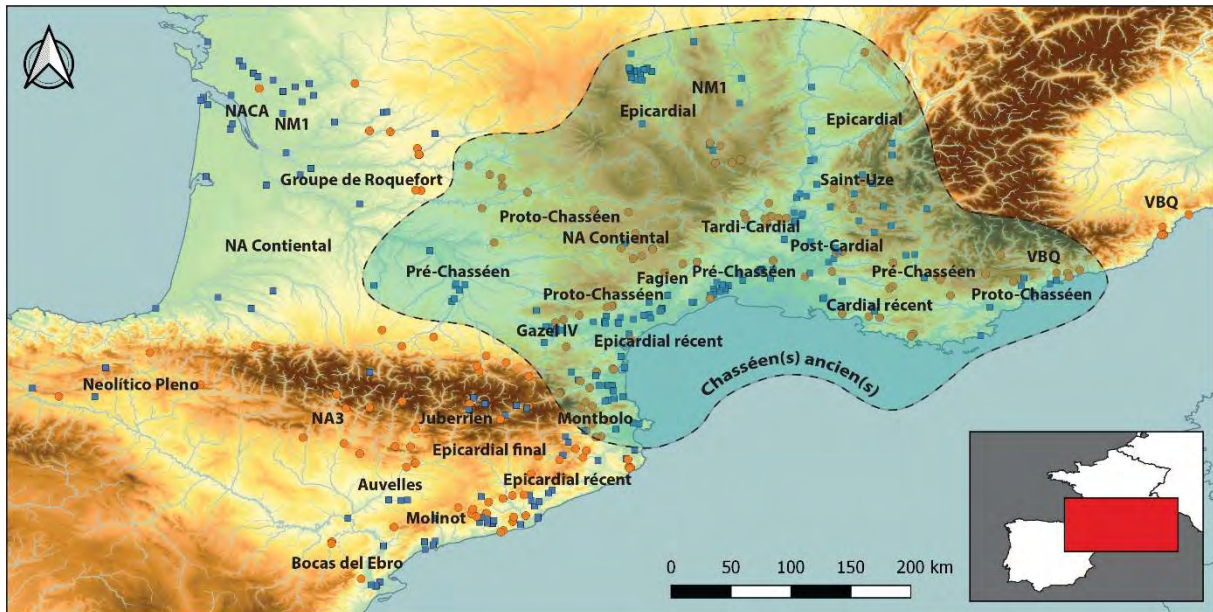 NM1
Epicardial
Epicardial
NACA
NM1
Groupe de Roquefort
Saint-Uze
VBQ
Proto-Chasséen
Tardi-Cardial
NA Contiental
NA Contiental
Post-Cardial
VBQ
Pré-Chasséen
Fagien
Pré-Chasséen
Pré-Chasséen
Proto-Chasséen
Proto-Chasséen
Cardial récent
Gazel IV
Epicardial récent
Chasséen(s) ancien(s)
Neolítico Pleno
NA3
Juberrien
Montbolo
Epicardial final
Epicardial récent
Auvelles
Molinot
Bocas del Ebro
0 50 100 150 200 km